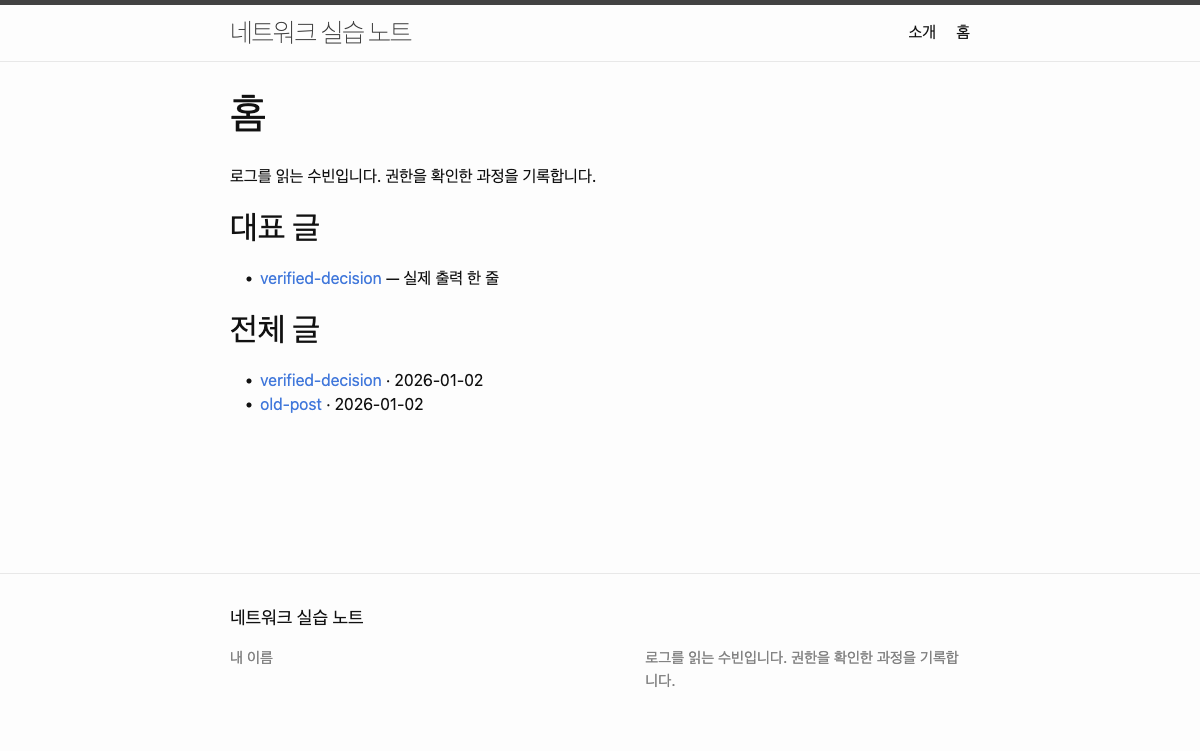 네트워크 실습 노트
소개 홈
홈
로그를 읽는 수빈입니다. 권한을 확인한 과정을 기록합니다.
대표 글
• verified-decision — 실제 출력 한 줄
전체 글
• verified-decision · 2026-01-02
• old-post · 2026-01-02
네트워크 실습 노트
내 이름
로그를 읽는 수빈입니다. 권한을 확인한 과정을 기록합
니다.